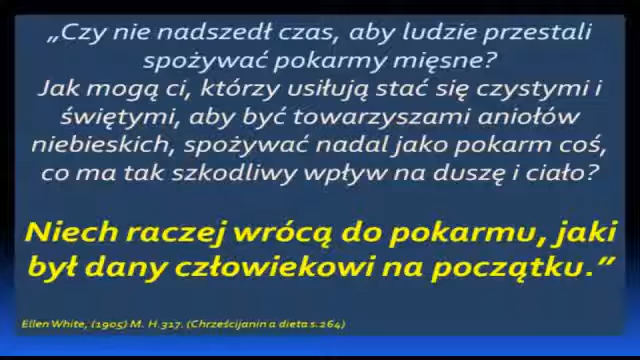 „Czy nie nadszedł czas, aby ludzie przestali
spożywać pokarmy mięsne?
Jak mogą ci, którzy usiłują stać się czystymi i
świętymi, aby być towarzyszami aniołów
niebieskich, spożywać nadal jako pokarm coś,
co ma tak szkodliwy wpływ na duszę i ciało?
Niech raczej wrócą do pokarmu, jaki
był dany człowiekowi na początku.”
Ellen White, (1905) M. H 317. (Chrześcijanin a dieta s.264)